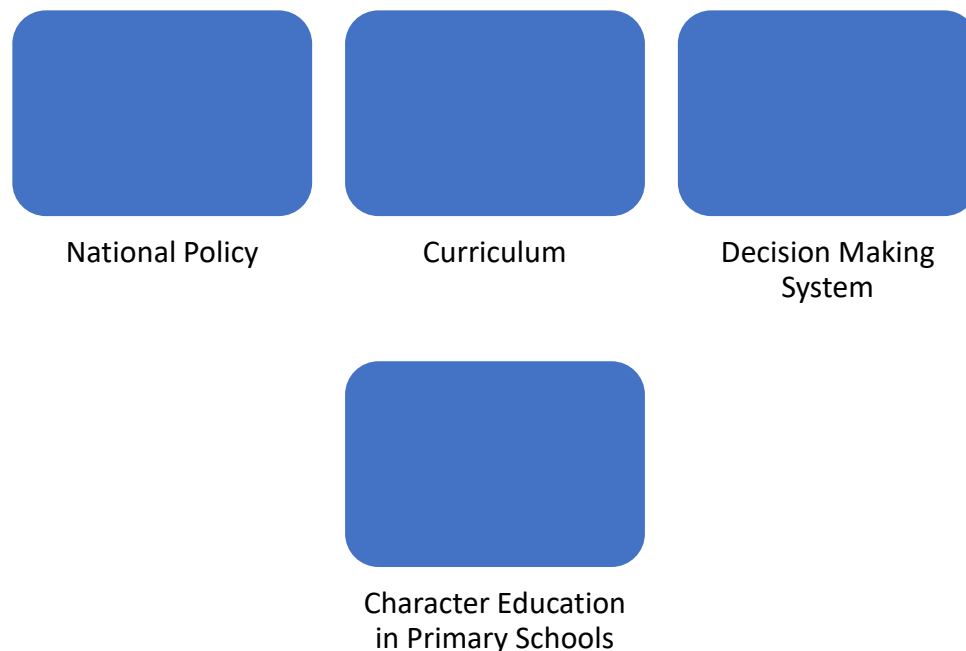 National Policy
Curriculum
Decision Making
System
Character Education
in Primary Schools